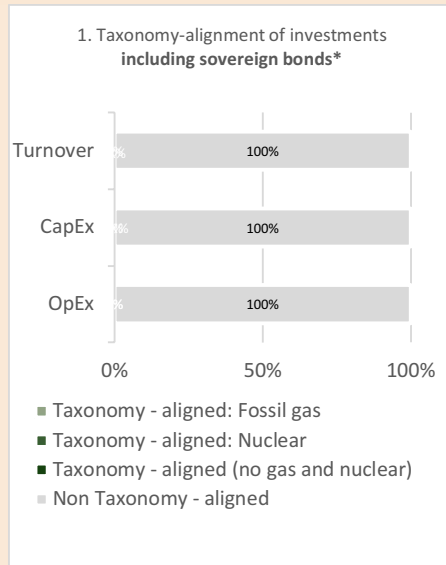 1. Taxonomy-alignment of investments
including sovereign bonds*
Turnover
100%
CapEx
100%
OpEx
100%
0% 50% 100%
Taxonomy - aligned: Fossil gas
Taxonomy - aligned: Nuclear
Taxonomy - aligned (no gas and nuclear)
Non Taxonomy - aligned